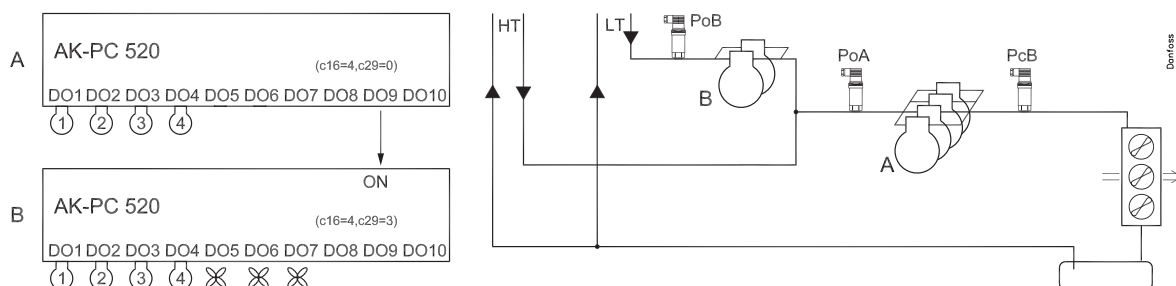 A
AK-PC 520
(c16=4,c29=0)
DO1 DO2 DO3 DO4 DO5 DO6 DO7 DO8 DO9 DO10
1 2 3 4
B
ON
AK-PC 520
(c16=4,c29=3)
DO1 DO2 DO3 DO4 DO5 DO6 DO7 DO8 DO9 DO10
1 2 3 4
HT
LT
PoB
B
PoA
PcB
A
Danfoss